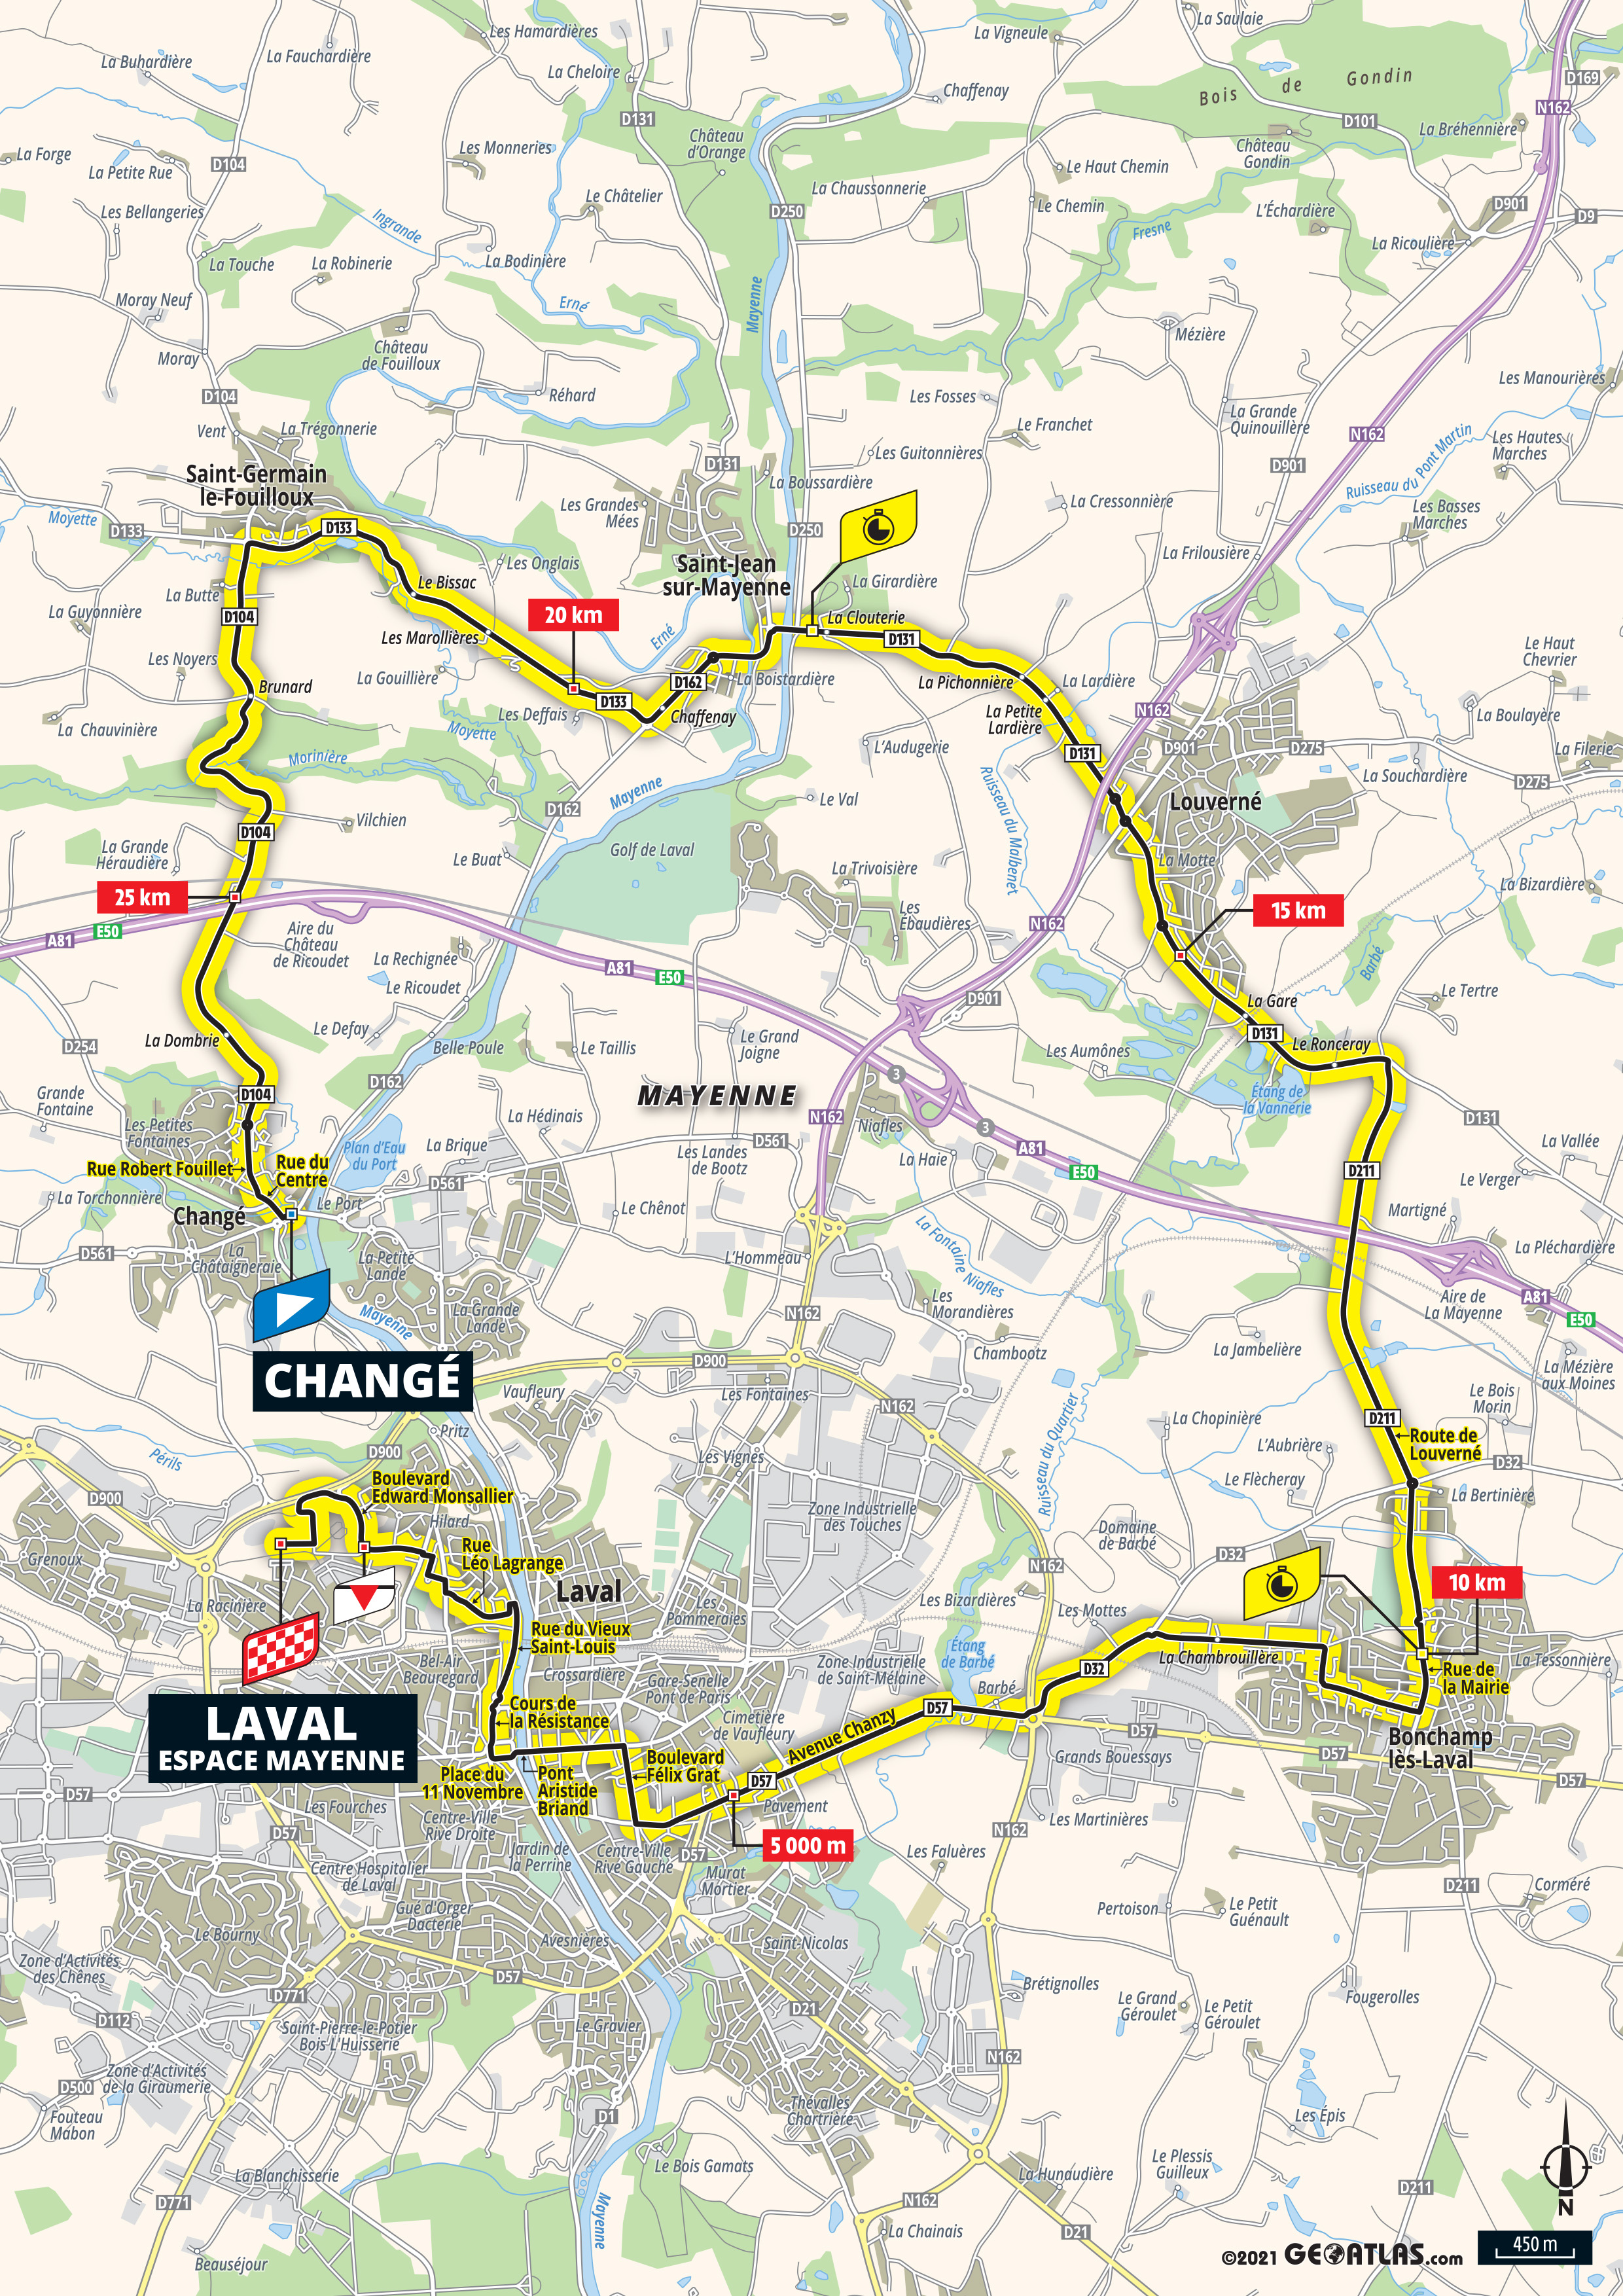 Les Hamardières
La Saulaie
La Vigneule
La Fauchardière
La Buhardière
La Cheloire
Bois de Gondin
D169
Chaffenay
N162
D131
D101
La Bréhennière
Château
d'Orange
Château
Gondin
La Forge
D104
Les Monneries
La Petite Rue
Le Haut Chemin
La Chaussonnerie
Le Châtelier
Le Chemin
D901
D9
Les Bellangeries
D250
L'Échardière
Ingrande
Fresne
La Ricoulière
La Touche
La Robinerie
La Bodinière
Moray Neuf
Erné
Mayenne
Mézière
Moray
Château
de Fouilloux
Les Manourières
D104
Réhard
Les Fosses
La Grande
Quinouillère
Vent
La Trégonnerie
Le Franchet
N162
Les Hautes
Marches
Saint-Germain
le-Fouilloux
D131
Les Guitonnières
D901
La Boussardière
Ruisseau du Pont Martin
Les Grandes
Mées
La Cressonnière
Les Basses
Marches
Moyette
D133
D133
D250
La Frilousière
Saint-Jean
sur-Mayenne
Les Onglais
La Butte
Le Bissac
La Girardière
La Guyonnière
D104
20 km
La Clouterie
Les Marollières
Erné
D131
Le Haut
Chevrier
Les Noyers
La Gouillière
La Boistardière
La Pichonnière
La Lardière
Brunard
D162
D133
Les Deffais
Chaffenay
La Petite
Lardière
N162
La Boulayère
La Chauvinière
Moyette
L'Audugerie
D131
D901
D275
La Filerie
Morinière
La Souchardière
D275
Mayenne
Le Val
Louverné
D162
Vilchien
D104
Ruisseau du Malbenet
La Grande
Héraudière
Le Buat
Golf de Laval
La Motte
La Trivoisière
La Bizardière
25 km
15 km
Les
Ebaudières
N162
A81
E50
Aire du
Château
de Ricoudet
La Rechignée
A81
E50
Barbé
Le Ricoudet
D901
La Gare
Le Tertre
La Dombrie
Le Defay
Belle Poule
Le Taillis
Le Grand
Joigne
D131
Le Ronceray
D254
Les Aumônes
D162
3
Étang de
la Vannerie
Grande
Fontaine
D104
MAYENNE
N162
Les Petites
Fontaines
La Hédinais
Niafles
3
D131
La Brique
D561
A81
La Vallée
Plan d'Eau
du Port
Les Landes
de Bootz
La Haie
E50
D211
Rue Robert Fouillet
Rue du
Centre
D561
Le Verger
La Torchonnière
Le Port
Le Chênot
Martigné
Changé
D561
La
Châtaigneraie
La Petite
Lande
L'Hommeau
La Fontaine Niafles
La Pléchardière
Les
Morandières
Aire de
La Mayenne
A81
E50
Mayenne
La Grande
Lande
N162
La Jambelière
CHANGÉ
D900
Chambootz
La Mézière
aux Moines
Vaufleury
Les Fontaines
N162
Le Bois
Morin
D211
La Chopinière
Pritz
Route de
Louverné
Périls
D900
L'Aubrière
Les Vignes
D32
Boulevard
Edward Monsallier
Ruisseau du Quartier
Le Flècheray
La Bertinière
D900
Hilard
Zone Industrielle
des Touches
Domaine
de Barbé
Grenoux
Rue
Léo Lagrange
N162
D32
10 km
La Racinière
Laval
Les
Pommeraies
Les Bizardières
Les Mottes
Rue du Vieux
Saint-Louis
Étang
de Barbé
La Chambrouillère
La Tessonnière
Bel-Air
Beauregard
Crossardière
Gare-Senelle
Pont de Paris
Zone Industrielle
de Saint-Mélaine
D32
Rue de
la Mairie
Barbé
LAVAL
ESPACE MAYENNE
Cours de
la Résistance
Cimetière
de Vaufleury
Avenue Chanzy
D57
D57
Bonchamp
lès-Laval
Boulevard
Félix Grat
Grands Bouessays
D57
Place du
11 Novembre
Pont
Aristide
Briand
D57
D57
D57
Les Fourches
Pavement
Centre-Ville
Rive Droite
Les Martinières
D57
5 000 m
N162
Jardin de
la Perrine
Centre-Ville
Rive Gauche
D57
Les Faluères
Centre Hospitalier
de Laval
Murat
Mortier
D211
Corméré
Gué d'Orger
Dacterie
Pertoison
Le Petit
Guénault
Le Bourny
Avesnières
Saint-Nicolas
Zone d'Activités
des Chênes
D57
Brétignolles
D771
Le Grand
Géroulet
Le Petit
Géroulet
Fougerolles
D21
D112
Saint-Pierre-le-Potier
Bois L'Huisserie
Le Gravier
N162
Zone d'Activités
de la Giraumerie
D500
Thévalles
Chartrière
Fouteau
Mabon
D1
Les Épis
Le Bois Gamats
Le Plessis
Guilleux
La Blanchisserie
La Hunaudière
D211
D771
N162
N
Mayenne
La Chainais
D21
Beauséjour
©2021 GEOATLAS.com
450 m